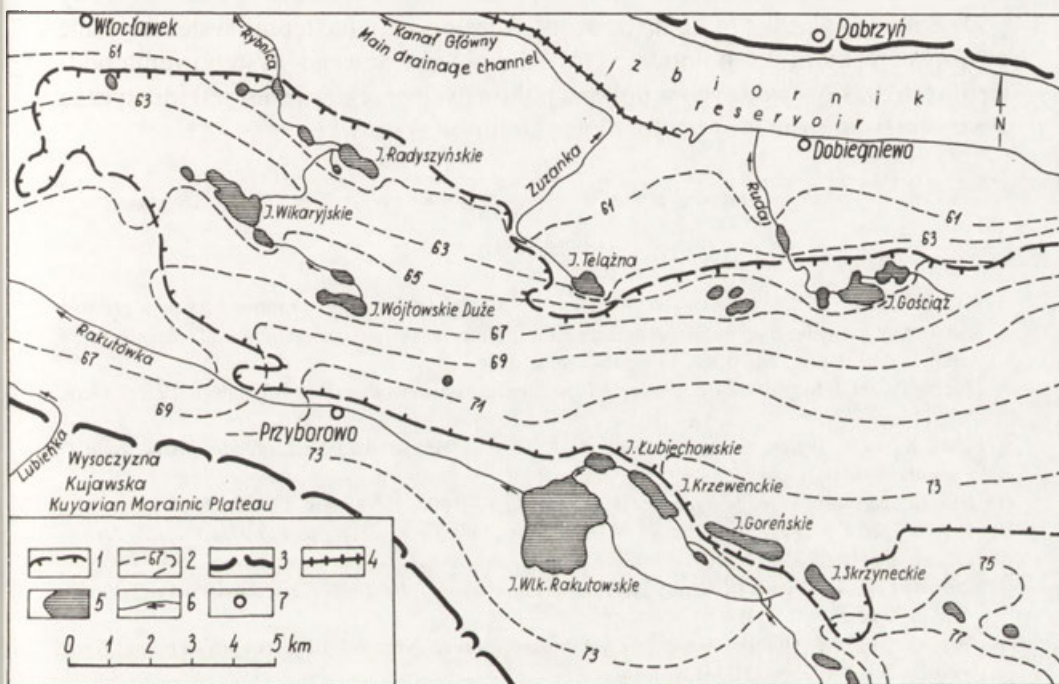 Włocławek
61
63
Rybnica
Kanał Główny
Main drainage channel
Zbiornik
reservoir
Dobrzyń
L
N
Dobiegniewo
J. Radyszyńskie
Zuzanka
Ruda
61
61
63
J. Wikaryjskie
63
65
J. Telążna
J. Gościąż
J. Wójtowskie Duże
67
69
Rakutówka
67
69
71
Przyborowo
73
Lubieńka
Wysoczyzna
Kujawska
Kuyavian Morainic Plateau
J. Łubiechowskie
J. Krzewenckie
73
J. Goreńskie
J. Skrzyneckie
75
J. Wlk. Rakutowskie
73
77
1
67
2
3
4
5
6
7
0 1 2 3 4 5 km